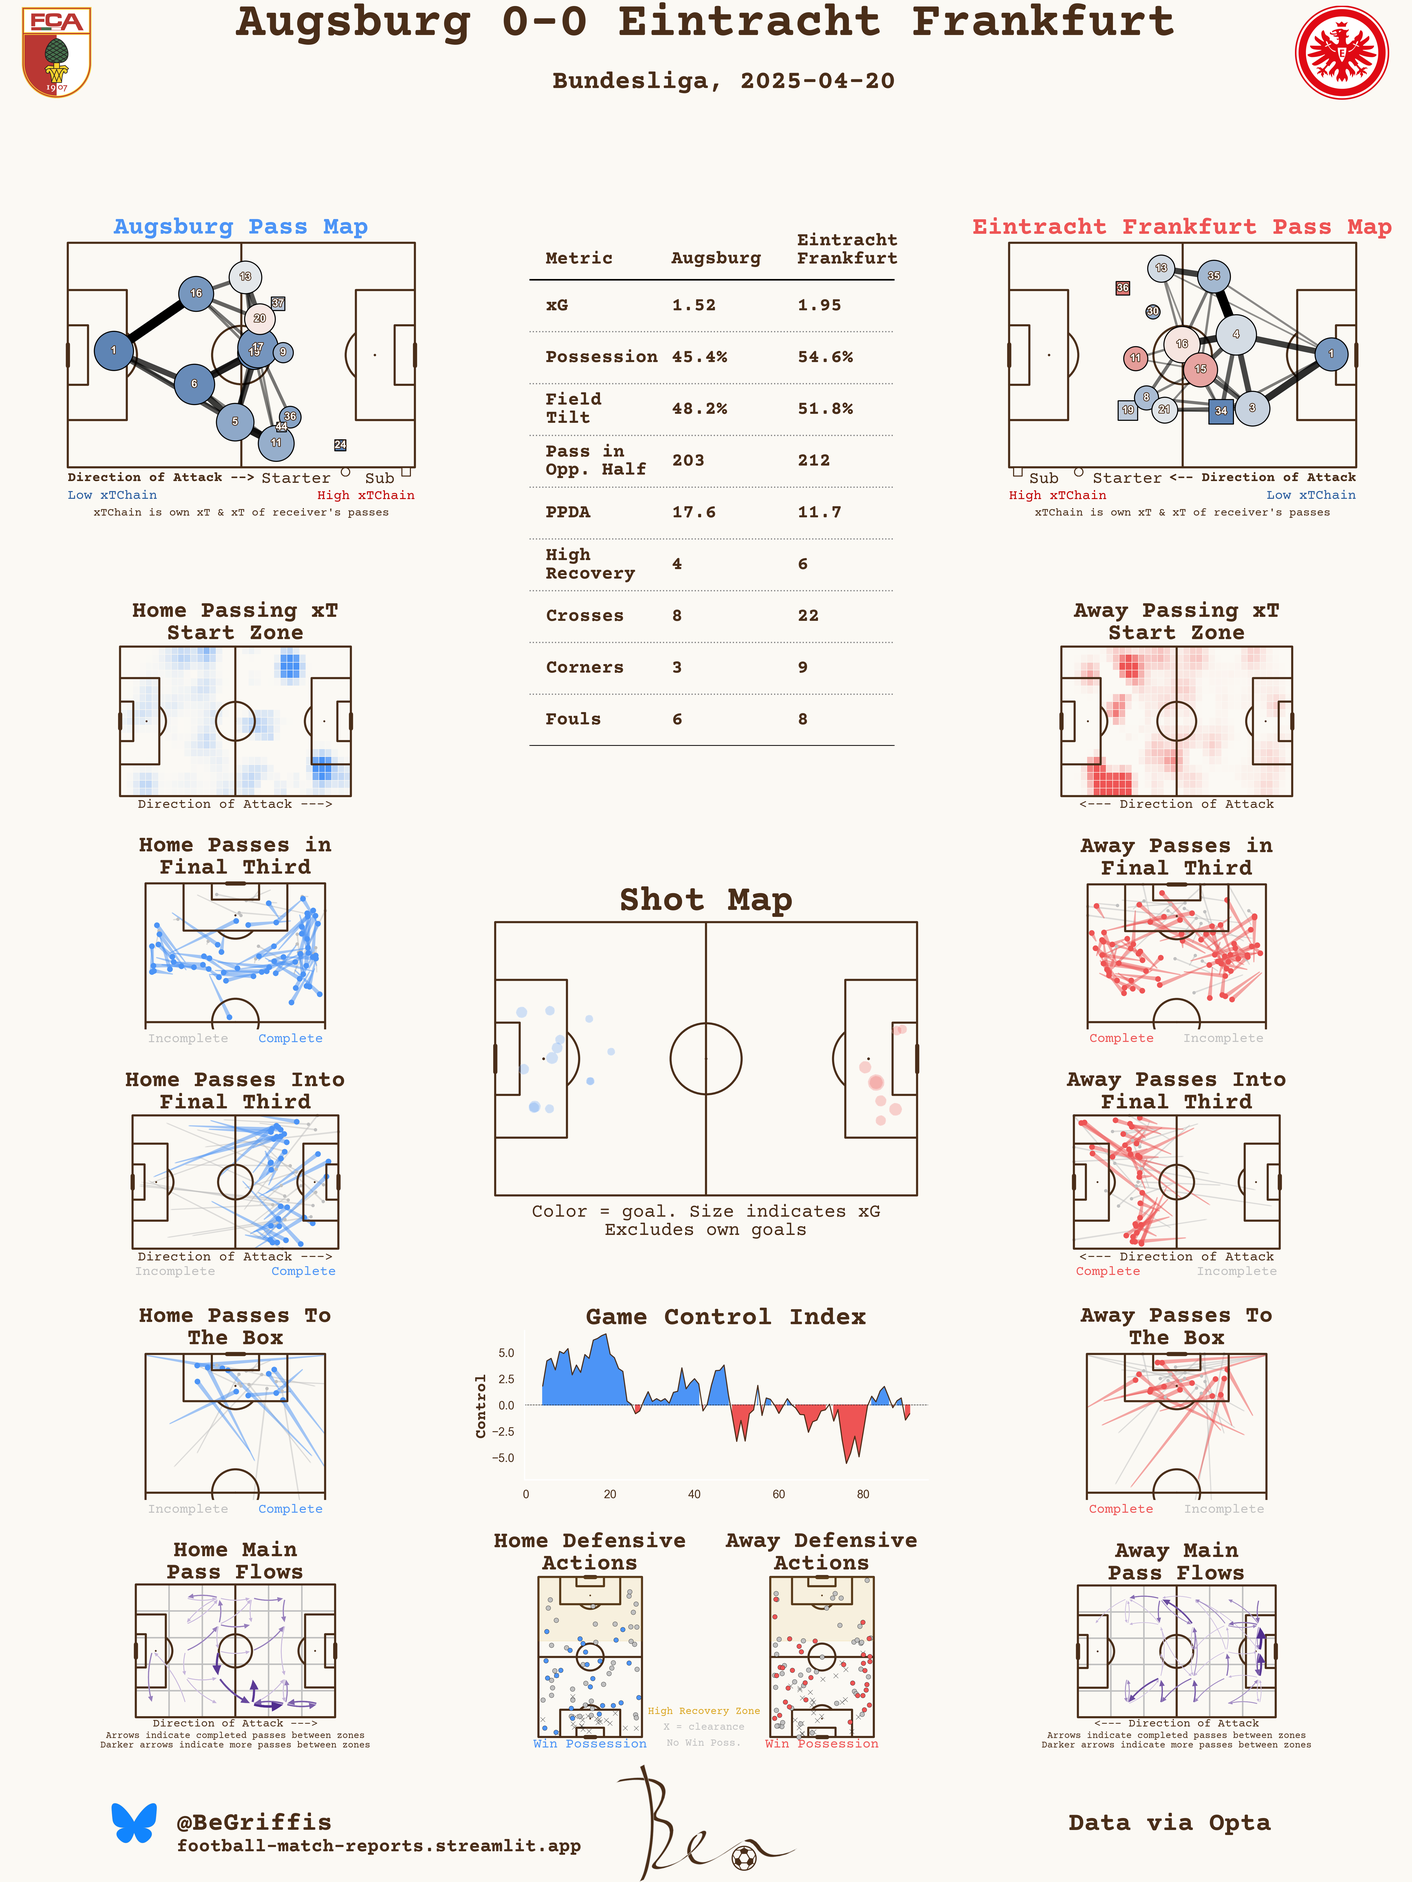 Augsburg 0-0 Eintracht Frankfurt
Bundesliga, 2025-04-20
FCA
1907
Augsburg Pass Map
13
16
37
20
1
17
19
9
6
36
5
44
11
24
Direction of Attack --> Starter Sub
Low xTChain High xTChain
xTChain is own xT & xT of receiver's passes
Metric Augsburg Eintracht Frankfurt
xG 1.52 1.95
Possession 45.4% 54.6%
Field Tilt 48.2% 51.8%
Pass in Opp. Half 203 212
PPDA 17.6 11.7
High Recovery 4 6
Crosses 8 22
Corners 3 9
Fouls 6 8
Eintracht Frankfurt Pass Map
13
35
36
30
4
16
1
11
15
8
19
21
34
3
Sub Starter <-- Direction of Attack
High xTChain Low xTChain
xTChain is own xT & xT of receiver's passes
Home Passing xT
Start Zone
Direction of Attack --->
Away Passing xT
Start Zone
<--- Direction of Attack
Home Passes in
Final Third
Incomplete Complete
Shot Map
Color = goal. Size indicates xG
Excludes own goals
Away Passes in
Final Third
Complete Incomplete
Home Passes Into
Final Third
Direction of Attack --->
Incomplete Complete
Away Passes Into
Final Third
<--- Direction of Attack
Complete Incomplete
Home Passes To
The Box
Incomplete Complete
Game Control Index
Control
5.0
2.5
0.0
−2.5
−5.0
0 20 40 60 80
Away Passes To
The Box
Complete Incomplete
Home Main
Pass Flows
Direction of Attack --->
Arrows indicate completed passes between zones
Darker arrows indicate more passes between zones
Home Defensive
Actions
Win Possession
High Recovery Zone
X = clearance
No Win Poss.
Away Defensive
Actions
Win Possession
Away Main
Pass Flows
<--- Direction of Attack
Arrows indicate completed passes between zones
Darker arrows indicate more passes between zones
@BeGriffis
football-match-reports.streamlit.app
Ben
Data via Opta